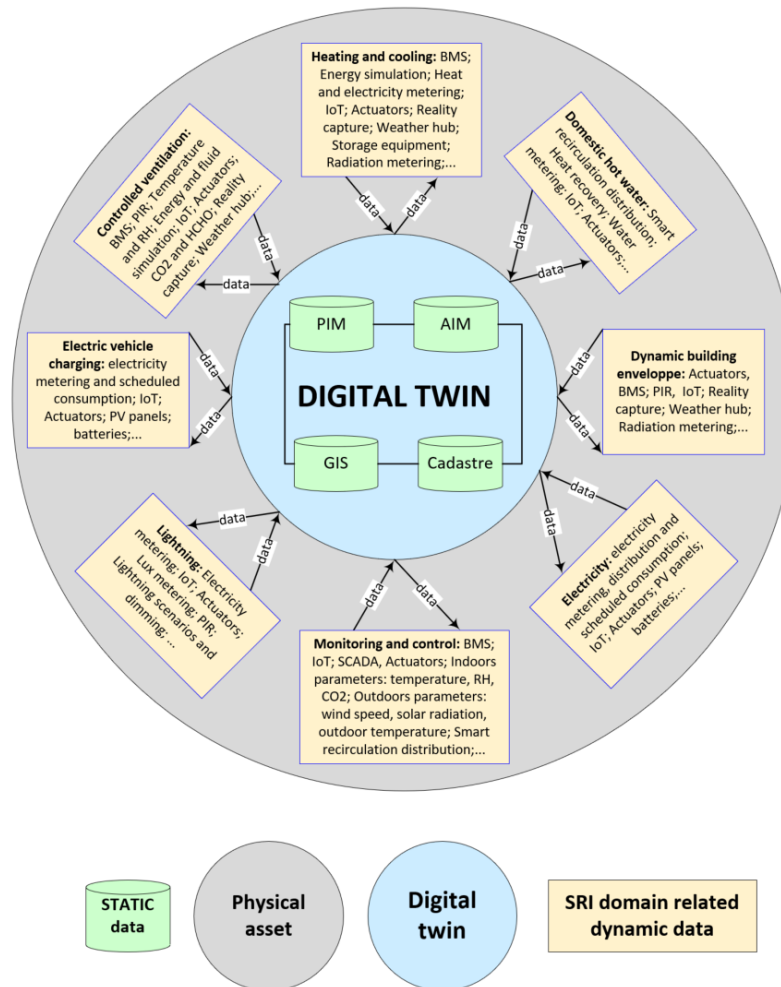 Heating and cooling: BMS;
Energy simulation; Heat
and electricity metering;
IoT; Actuators; Reality
capture; Weather hub;
Storage equipment;
Radiation metering;...
Controlled ventilation:
BMS; PIR; Temperature
and RH; Energy and fluid
simulation; IoT; Actuators;
CO2 and HCHO; Reality
capture; Weather hub;...
Domestic hot water: Smart
recirculation distribution;
Heat recovery; Water
metering; IoT; Actuators;...
data
data
data
data
data
data
Electric vehicle
charging: electricity
metering and scheduled
consumption; IoT;
Actuators; PV panels;
batteries;...
data
data
PIM
AIM
DIGITAL TWIN
GIS
Cadastre
data
data
Dynamic building
enveloppe: Actuators,
BMS; PIR, IoT; Reality
capture; Weather hub;
Radiation metering;...
Lightning: Electricity
metering; IoT; Actuators;
Lux metering; PIR;
Lightning scenarios and
dimming; ...
data
data
data
data
data
data
Electricity: electricity
metering, distribution and
scheduled consumption;
IoT; Actuators; PV panels;
batteries;...
Monitoring and control: BMS;
IoT; SCADA, Actuators; Indoors
parameters: temperature, RH,
CO2; Outdoors parameters:
wind speed, solar radiation,
outdoor temperature; Smart
recirculation distribution;...
STATIC
data
Physical
asset
Digital
twin
SRI domain related
dynamic data